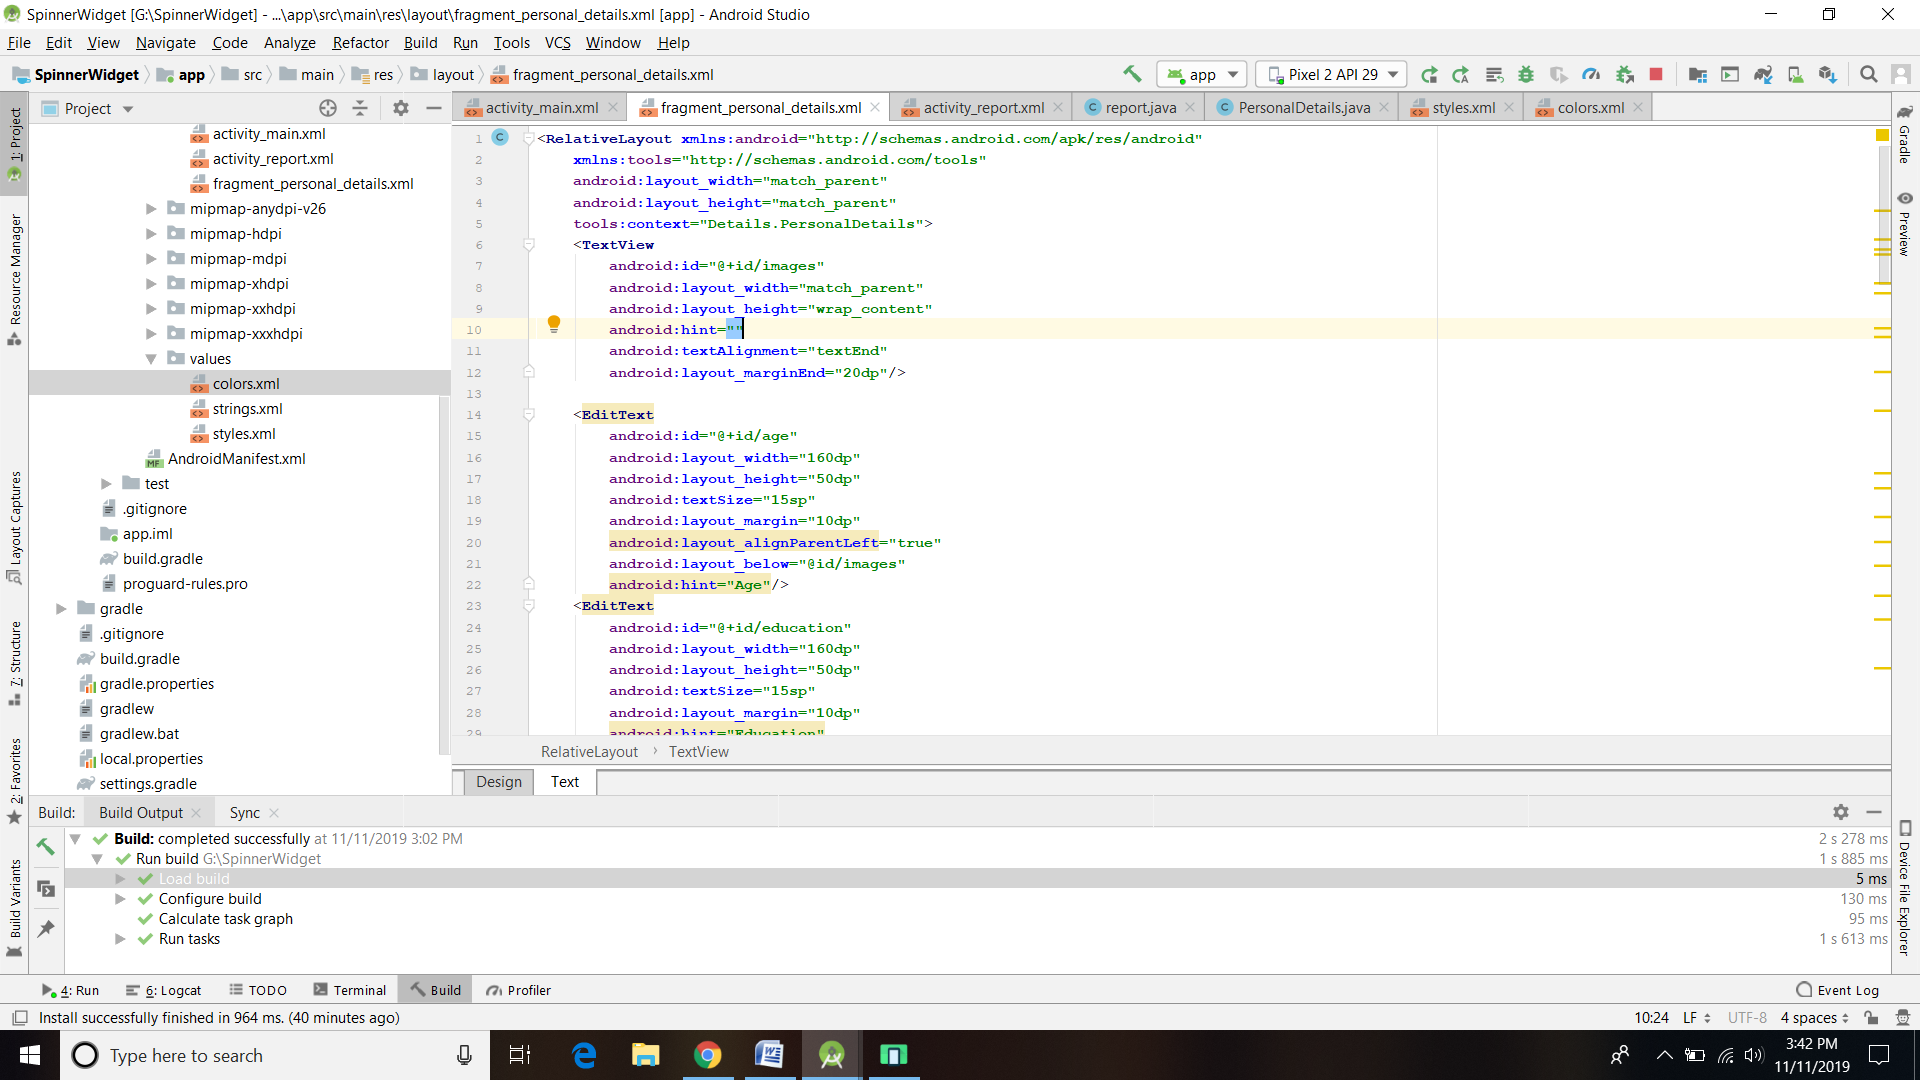 SpinnerWidget [G:\SpinnerWidget] - ...\app\src\main\res\layout\fragment_personal_details.xml [app] - Android Studio
File Edit View Navigate Code Analyze Refactor Build Run Tools VCS Window Help
SpinnerWidget app src main res layout fragment_personal_details.xml app Pixel 2 API 29
Project
activity_main.xml fragment_personal_details.xml activity_report.xml report.java PersonalDetails.java styles.xml colors.xml
1: Project
Resource Manager
Layout Captures
7: Structure
2: Favorites
Build Variants
activity_main.xml
activity_report.xml
fragment_personal_details.xml
mipmap-anydpi-v26
mipmap-hdpi
mipmap-mdpi
mipmap-xhdpi
mipmap-xxhdpi
mipmap-xxxhdpi
values
colors.xml
strings.xml
styles.xml
MF AndroidManifest.xml
test
.gitignore
app.iml
build.gradle
proguard-rules.pro
gradle
.gitignore
build.gradle
gradle.properties
gradlew
gradlew.bat
local.properties
settings.gradle
1 <RelativeLayout xmlns:android="http://schemas.android.com/apk/res/android"
2 xmlns:tools="http://schemas.android.com/tools"
3 android:layout_width="match_parent"
4 android:layout_height="match_parent"
5 tools:context="Details.PersonalDetails">
6 <TextView
7 android:id="@+id/images"
8 android:layout_width="match_parent"
9 android:layout_height="wrap_content"
10 android:hint=""
11 android:textAlignment="textEnd"
12 android:layout_marginEnd="20dp"/>
13
14 <EditText
15 android:id="@+id/age"
16 android:layout_width="160dp"
17 android:layout_height="50dp"
18 android:textSize="15sp"
19 android:layout_margin="10dp"
20 android:layout_alignParentLeft="true"
21 android:layout_below="@id/images"
22 android:hint="Age"/>
23 <EditText
24 android:id="@+id/education"
25 android:layout_width="160dp"
26 android:layout_height="50dp"
27 android:textSize="15sp"
28 android:layout_margin="10dp"
29 android:hint="Education"
RelativeLayout › TextView
Design Text
Gradle
Preview
Device File Explorer
Build: Build Output Sync
Build: completed successfully at 11/11/2019 3:02 PM 2 s 278 ms
Run build G:\SpinnerWidget 1 s 885 ms
Load build 5 ms
Configure build 130 ms
Calculate task graph 95 ms
Run tasks 1 s 613 ms
4: Run 6: Logcat TODO Terminal Build Profiler Event Log
Install successfully finished in 964 ms. (40 minutes ago) 10:24 LF UTF-8 4 spaces
Type here to search
3:42 PM
11/11/2019